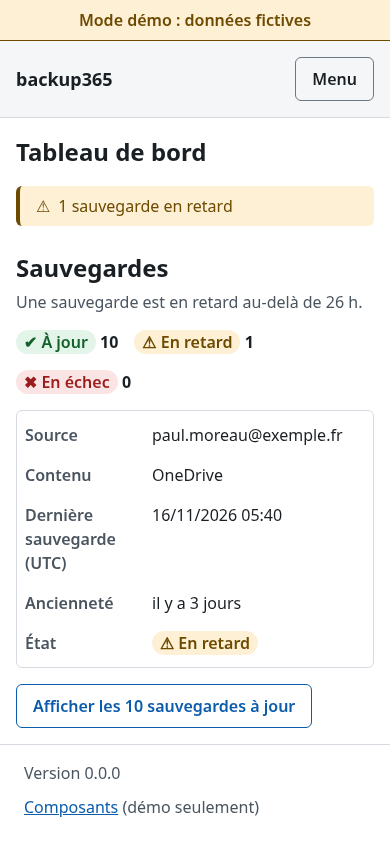 Mode démo : données fictives
backup365
Menu
Tableau de bord
⚠ 1 sauvegarde en retard
Sauvegardes
Une sauvegarde est en retard au-delà de 26 h.
✔ À jour 10 ⚠ En retard 1
✖ En échec 0
Source paul.moreau@exemple.fr
Contenu OneDrive
Dernière sauvegarde (UTC) 16/11/2026 05:40
Ancienneté il y a 3 jours
État ⚠ En retard
Afficher les 10 sauvegardes à jour
Version 0.0.0
Composants (démo seulement)